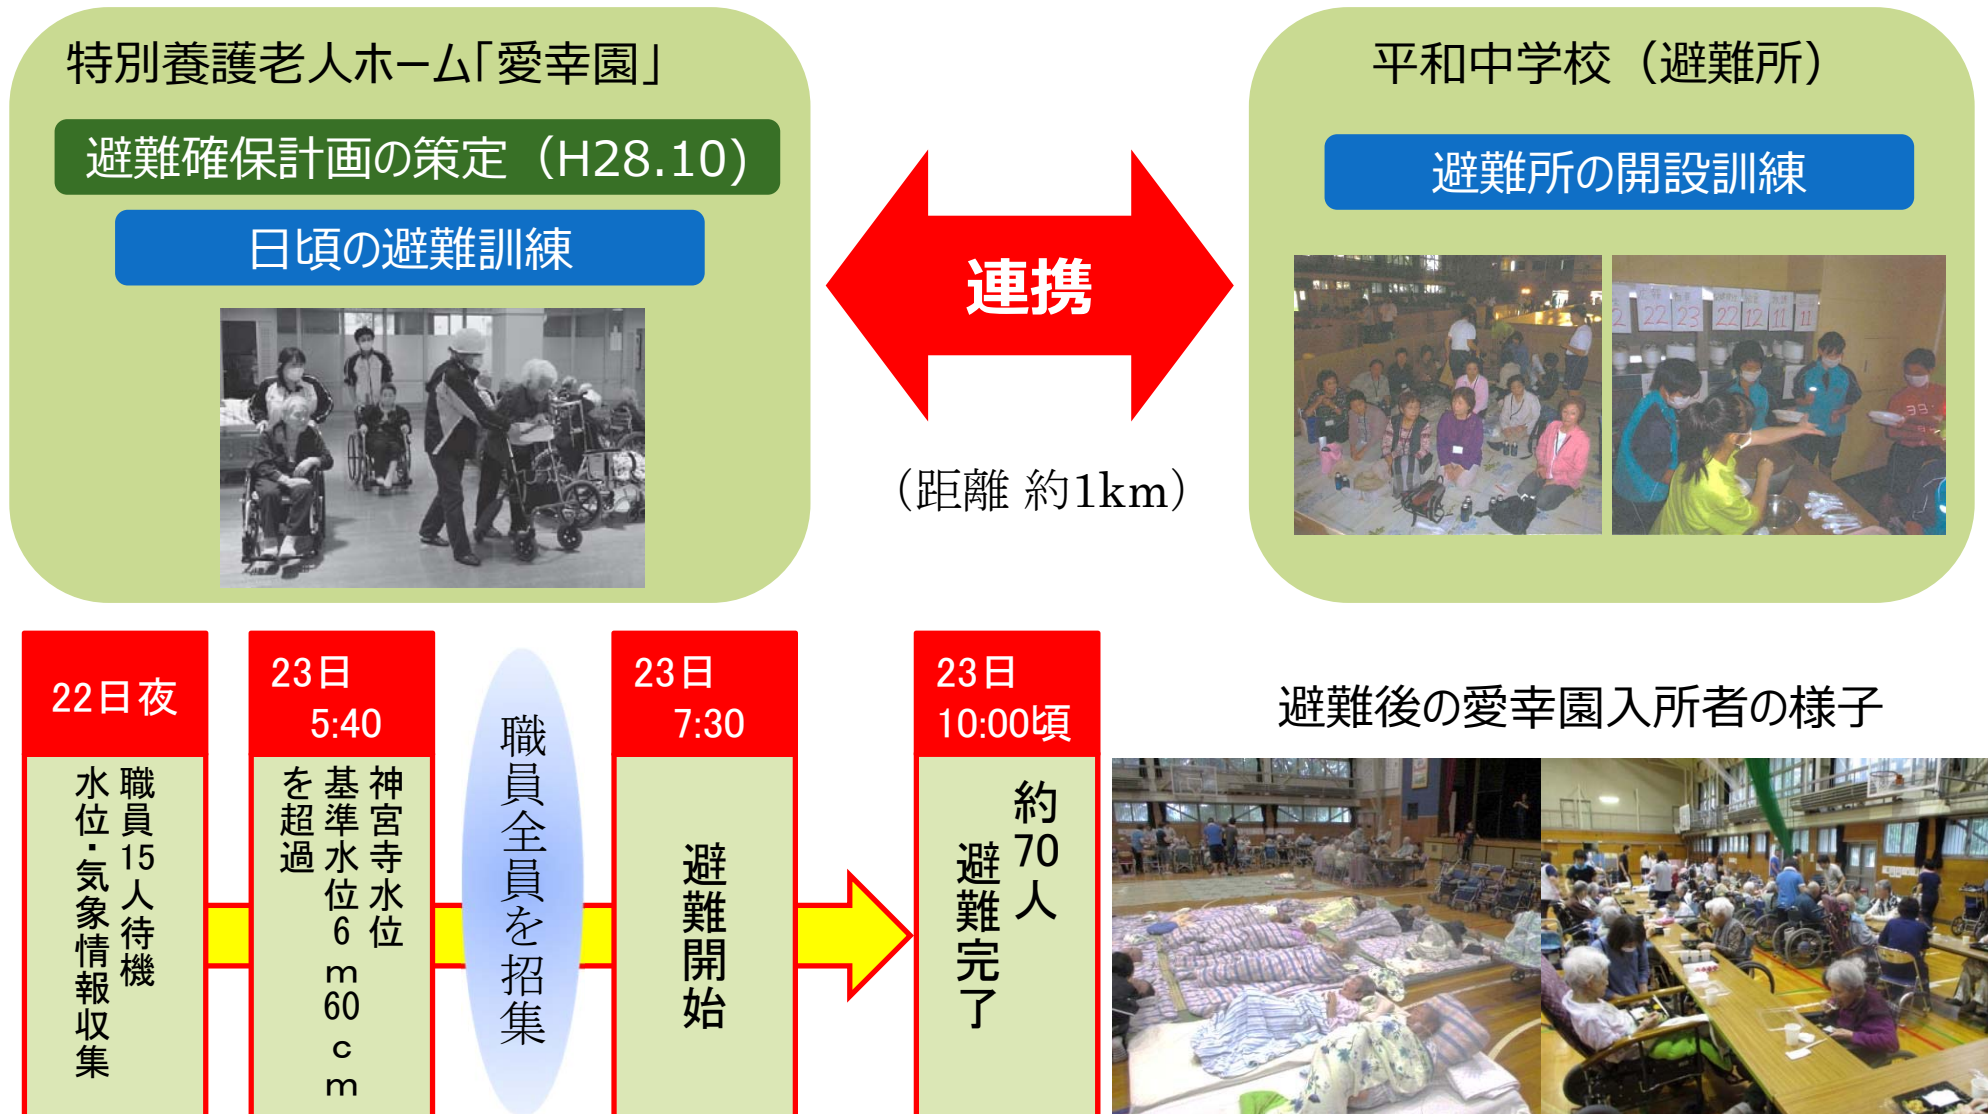 特別養護老人ホーム「愛幸園」
避難確保計画の策定（H28.10)
日頃の避難訓練
連携
（距離 約1km）
平和中学校（避難所）
避難所の開設訓練
22
23
22
12
11
11
22日夜
職員15人待機
水位・気象情報収集
23日
5:40
神宮寺水位
基準水位6m60cm
を超過
職員全員を招集
23日
7:30
避難開始
23日
10:00頃
約70人
避難完了
避難後の愛幸園入所者の様子